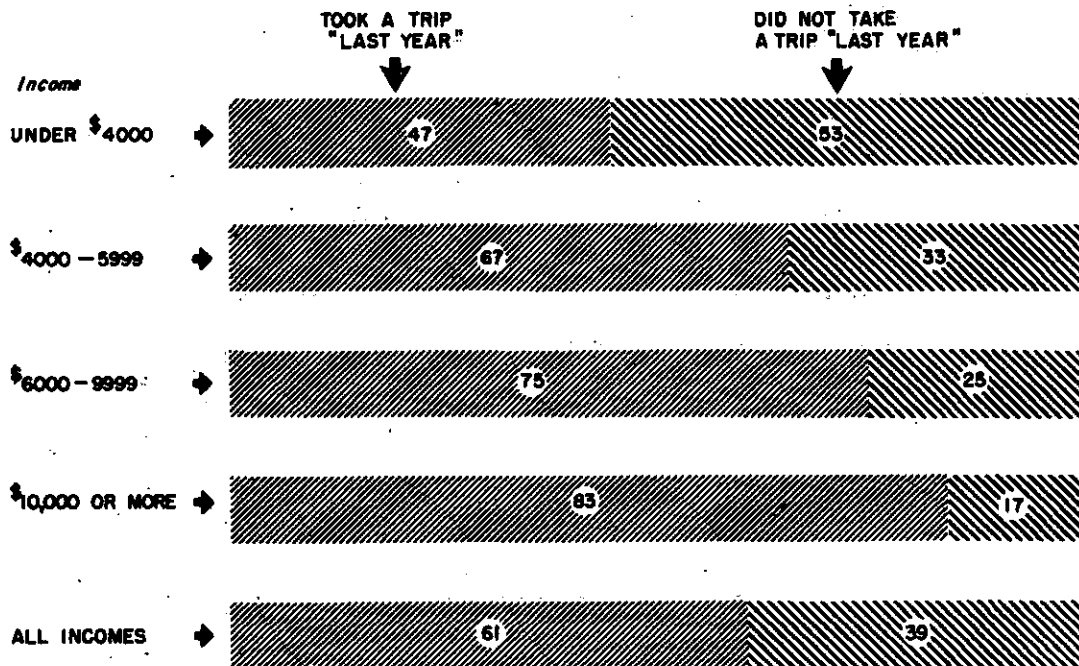 TOOK A TRIP
"LAST YEAR"
DID NOT TAKE
A TRIP "LAST YEAR"
Income
UNDER $4000
47
53
$4000-5999
67
33
$6000-9999
75
25
$10,000 OR MORE
83
17
ALL INCOMES
61
39